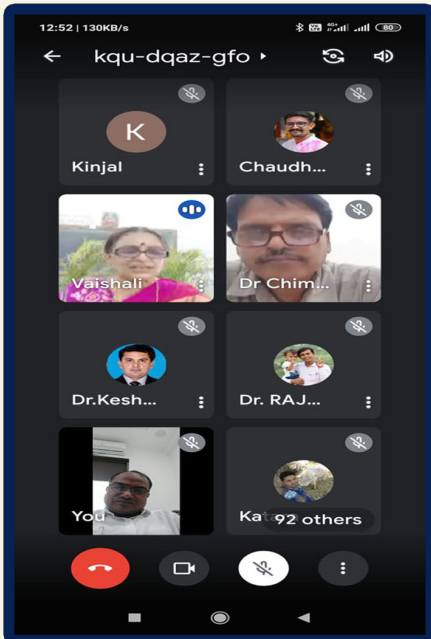 12:52 | 130KB/s 4G+ 80
kqu-dqaz-gfo
K
Kinjal Chaudh...
Vaishali Dr Chim...
Dr.Kesh... Dr. RAJ...
You 92 others